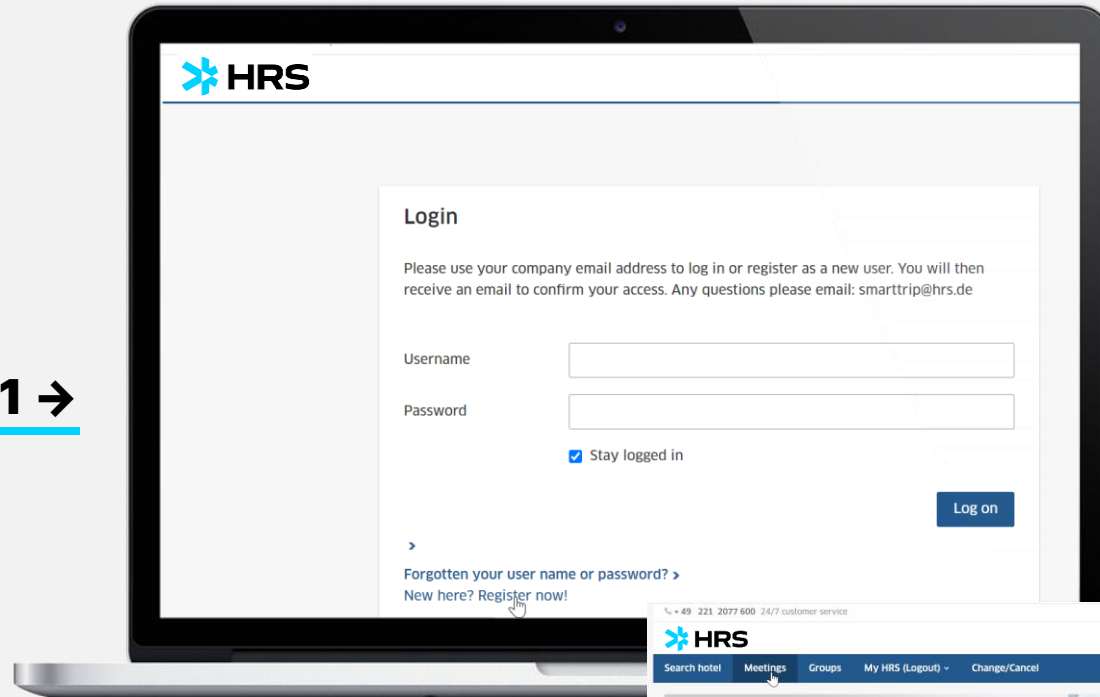 HRS
Login
Please use your company email address to log in or register as a new user. You will then
receive an email to confirm your access. Any questions please email: smarttrip@hrs.de
Username
Password
Stay logged in
Log on
Forgotten your user name or password? >
New here? Register now!
1 →
+ 49 221 2077 600 24/7 customer service
HRS
Search hotel Meetings Groups My HRS (Logout) Change/Cancel